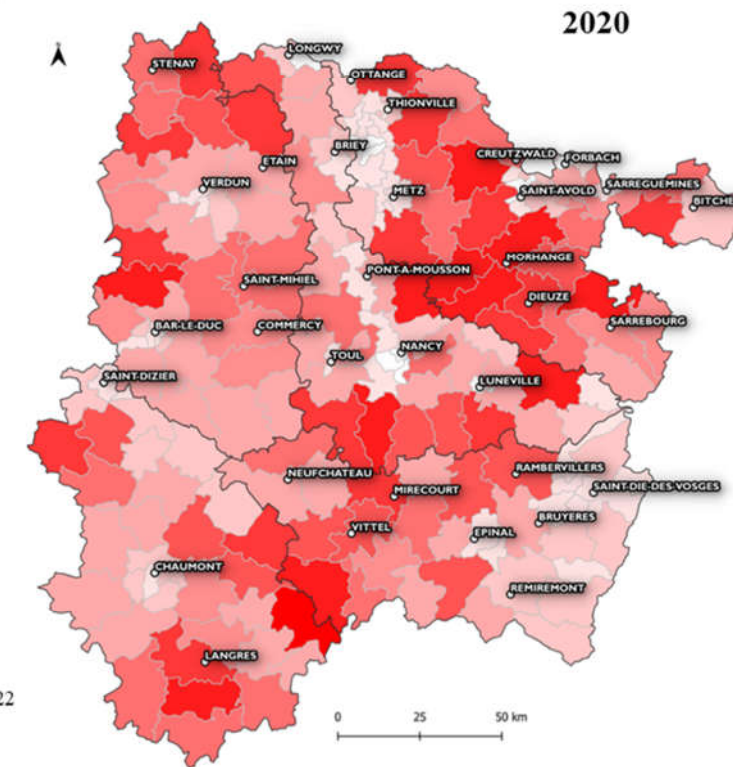 2020
LONGWY
STENAY
OTTANGE
THIONVILLE
BRIEY
CREUTZWALD
FORBACH
ETAIN
VERDUN
METZ
SAINT-AVOLD
SARREGUEMINES
BITCHE
MORHANGE
PONT-A-MOUSSON
SAINT-MIHIEL
DIEUZE
SARREBOURG
BAR-LE-DUC
COMMERCY
NANCY
TOUL
SAINT-DIZIER
LUNEVILLE
NEUFCHATEAU
RAMBERVILLERS
MIRECOURT
SAINT-DIE-DES-VOSGES
BRUYERES
VITTEL
EPINAL
CHAUMONT
REMIREMONT
LANGRES
22
0 25 50 km